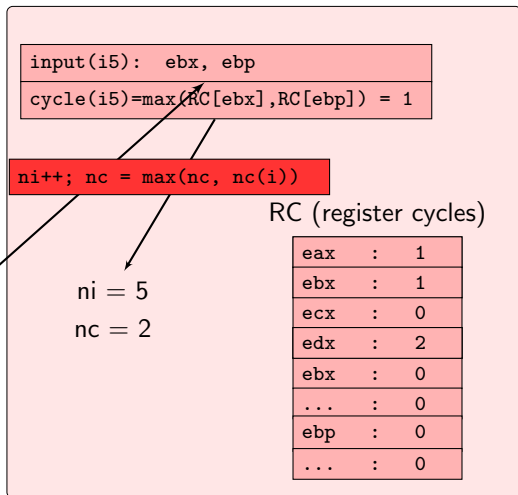 input(i5):  ebx, ebp
cycle(i5)=max(RC[ebx],RC[ebp]) = 1
ni++; nc = max(nc, nc(i))
RC (register cycles)
eax : 1
ebx : 1
ecx : 0
edx : 2
ebx : 0
... : 0
ebp : 0
... : 0
ni = 5
nc = 2